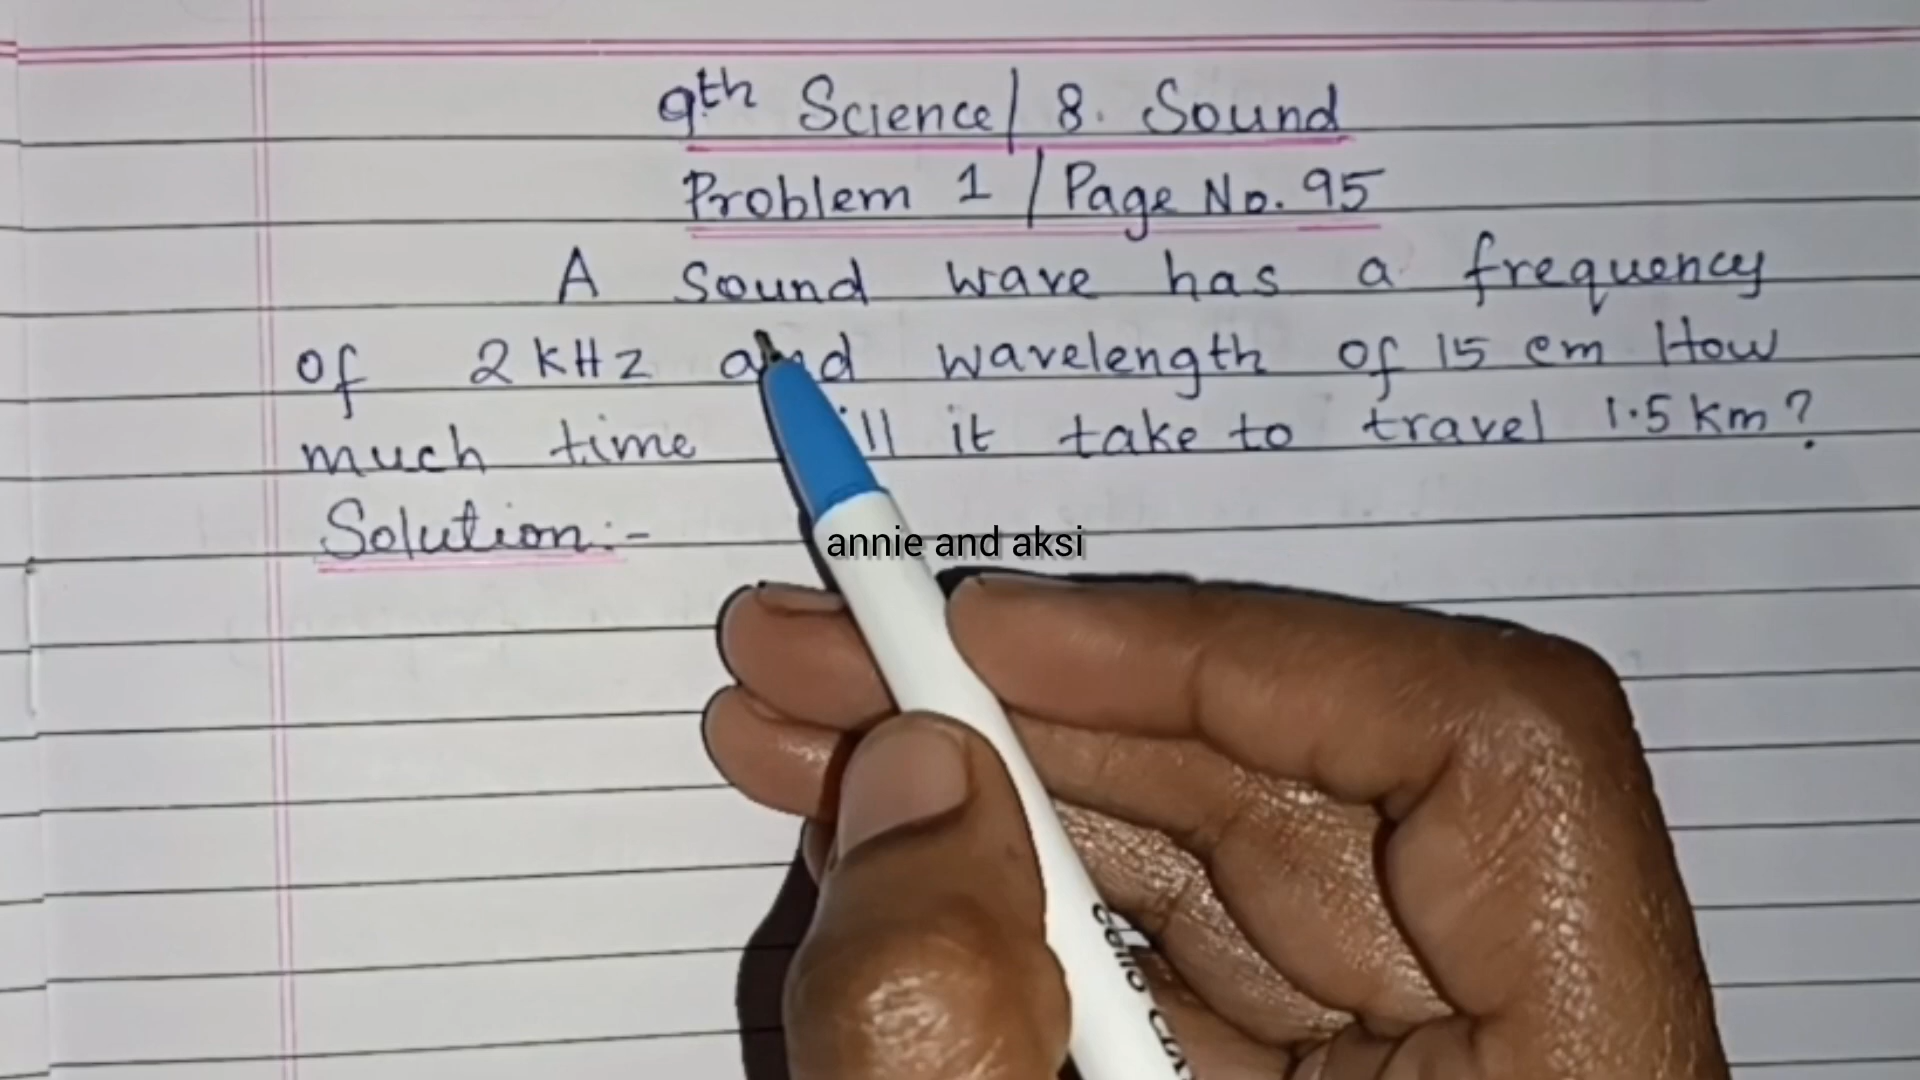 9th Science/ 8. Sound
Problem 1 / Page No. 95
A Sound wave has a frequency
of 2 kHz and wavelength of 15 cm How
much time ill it take to travel 1.5 km?
Solution:-
annie and aksi
cello